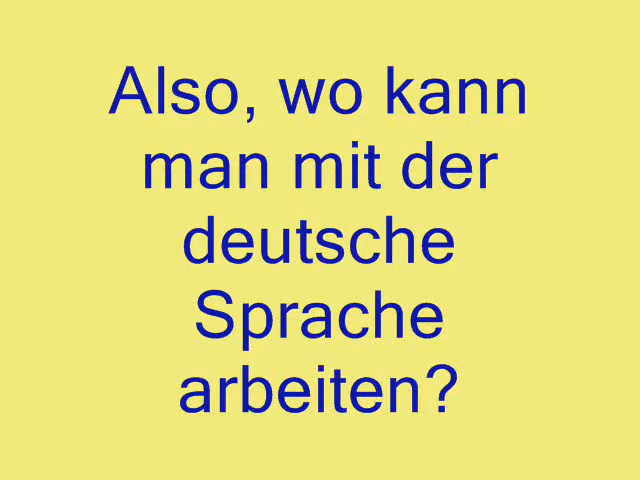 Also, wo kann
man mit der
deutsche
Sprache
arbeiten?